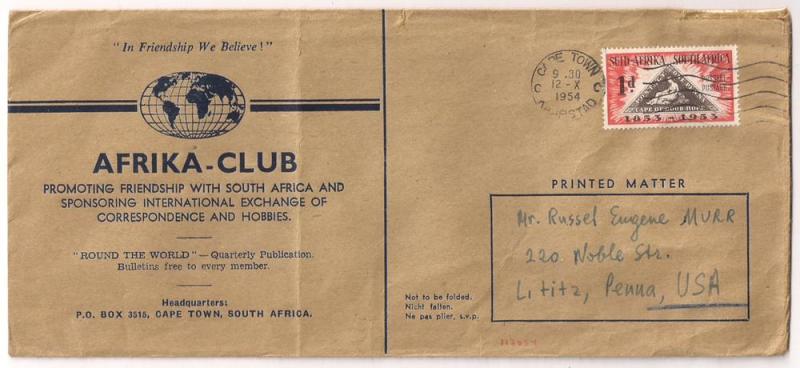 "In Friendship We Believe!"
AFRIKA-CLUB
PROMOTING FRIENDSHIP WITH SOUTH AFRICA AND
SPONSORING INTERNATIONAL EXCHANGE OF
CORRESPONDENCE AND HOBBIES.
"ROUND THE WORLD" — Quarterly Publication.
Bulletins free to every member.
Headquarters:
P.O. BOX 3515, CAPE TOWN, SOUTH AFRICA.
CAPE TOWN
9.30
12-X
1954
KAAPSTAD
SUID-AFRIKA SOUTH AFRICA
1d
POSTAGE
CAPE OF GOOD HOPE
1853-1953
PRINTED MATTER
Mr. Russel Eugene MURR
220 Noble Str.
Lititz, Penna, USA
Not to be folded.
Nicht falten.
Ne pas plier, s.v.p.